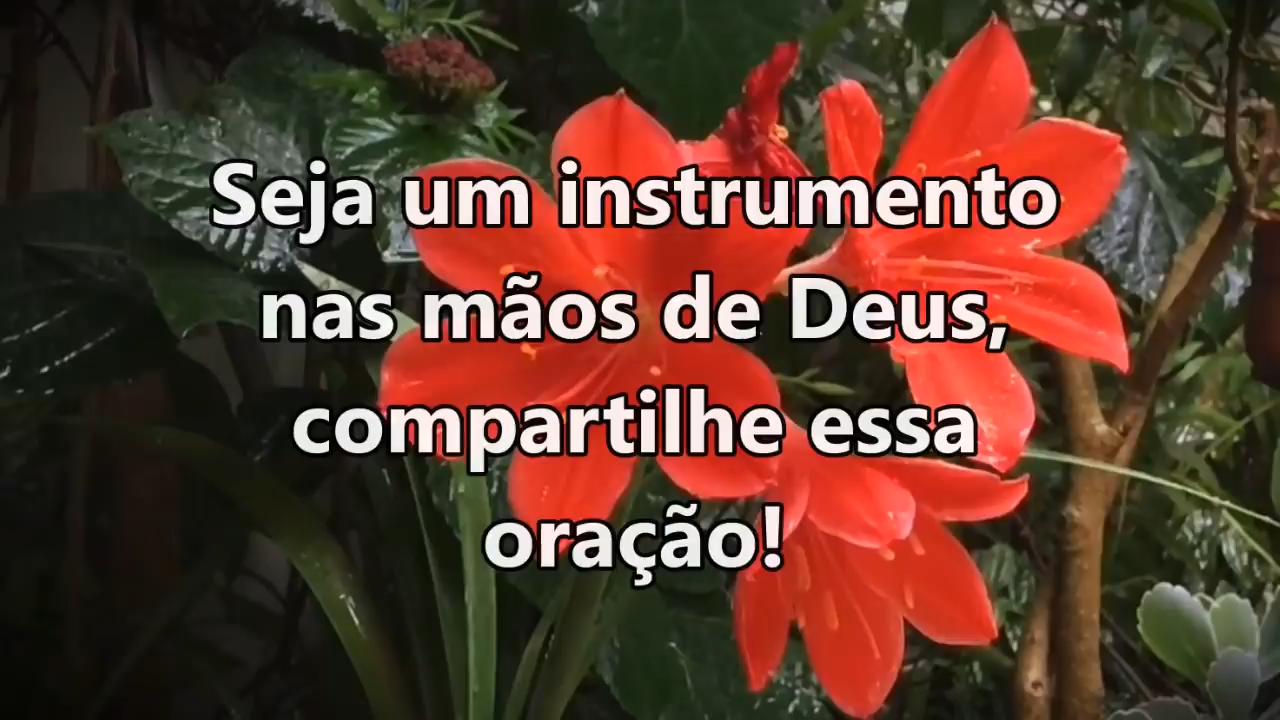 Seja um instrumento
nas mãos de Deus,
compartilhe essa
oração!